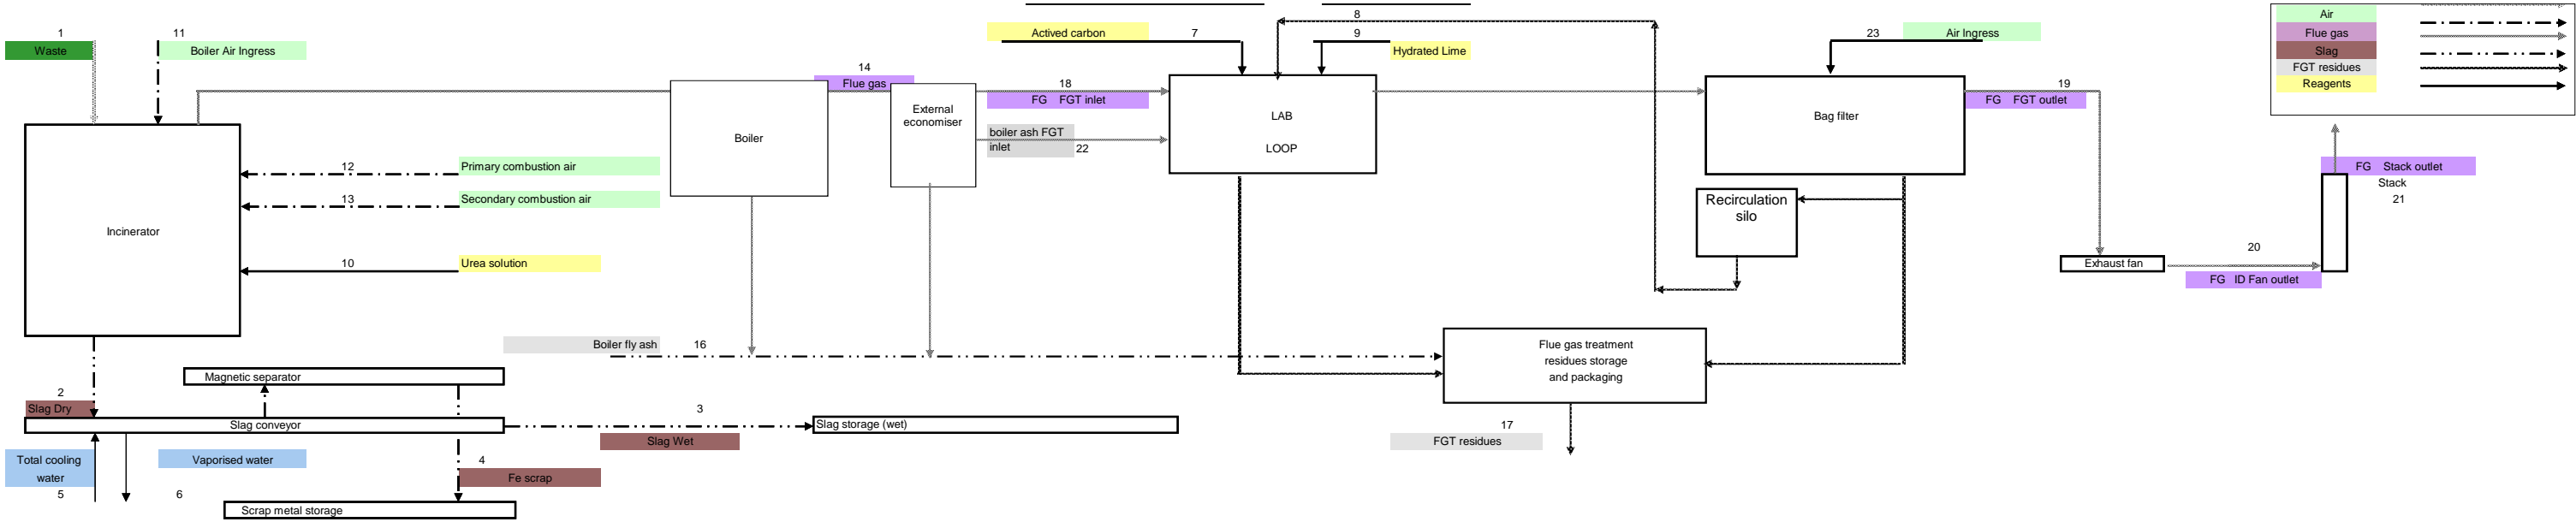 1
Waste
11
Boiler Air Ingress
Incinerator
12
Primary combustion air
13
Secondary combustion air
10
Urea solution
Boiler
14
Flue gas
External
economiser
Actived carbon
7
18
FG FGT inlet
boiler ash FGT
inlet
22
8
9
Hydrated Lime
LAB
LOOP
23
Air Ingress
Bag filter
19
FG FGT outlet
Recirculation
silo
Exhaust fan
20
FG ID Fan outlet
FG Stack outlet
Stack
21
Air
Flue gas
Slag
FGT residues
Reagents
Boiler fly ash
16
Flue gas treatment
residues storage
and packaging
17
FGT residues
Magnetic separator
2
Slag Dry
Slag conveyor
3
Slag Wet
Slag storage (wet)
Total cooling
water
5
Vaporised water
6
4
Fe scrap
Scrap metal storage